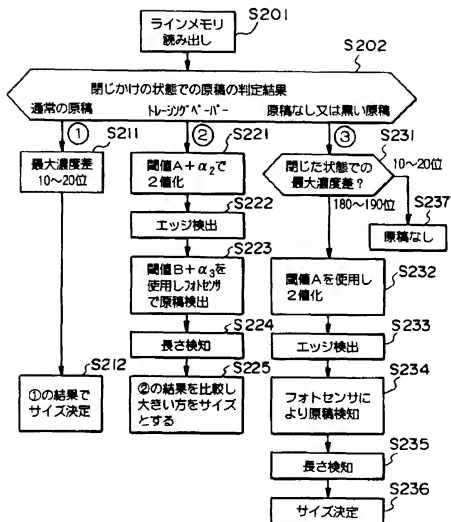 S201
ラインメモリ
読み出し
S202
閉じかけの状態での原稿の判定結果
通常の原稿 トレーシングペーパー 原稿なし又は黒い原稿
① S211
最大濃度差
10〜20位
S212
①の結果で
サイズ決定
② S221
閾値A+α₂で
2値化
S222
エッジ検出
S223
閾値B+α₃を
使用しフォトセンサ
で原稿検出
S224
長さ検知
S225
②の結果を比較し
大きい方をサイズ
とする
③ S231
閉じた状態での
最大濃度差?
10〜20位
S237
原稿なし
180〜190位
S232
閾値Aを使用し
2値化
S233
エッジ検出
S234
フォトセンサ
により原稿検知
S235
長さ検知
S236
サイズ決定